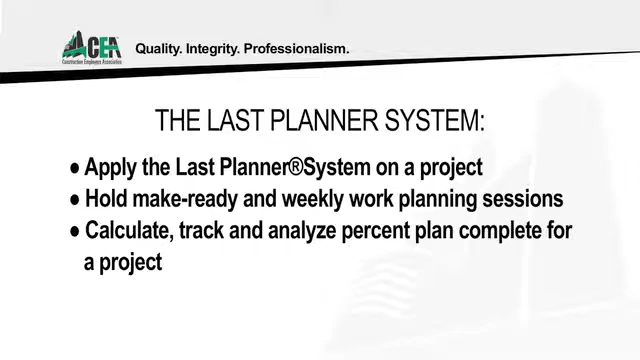 CEA
Construction Employers Association
Quality. Integrity. Professionalism.
THE LAST PLANNER SYSTEM:
● Apply the Last Planner®System on a project
● Hold make-ready and weekly work planning sessions
● Calculate, track and analyze percent plan complete for
a project